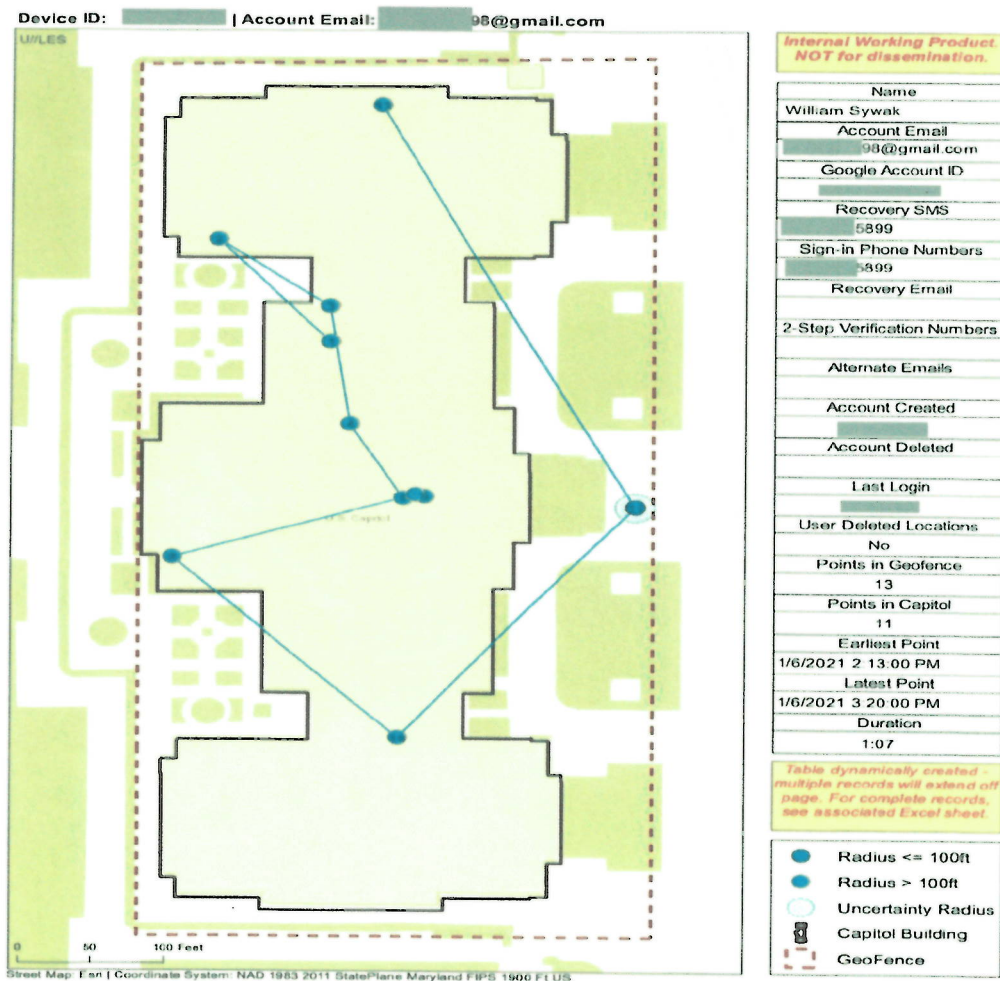 Device ID: | Account Email: 98@gmail.com
U//LES
U.S. Capitol
0 50 100 Feet
Street Map: Esri | Coordinate System: NAD 1983 2011 StatePlane Maryland FIPS 1900 Ft US
Internal Working Product.
NOT for dissemination.
Name
William Sywak
Account Email
98@gmail.com
Google Account ID
Recovery SMS
5899
Sign-in Phone Numbers
5899
Recovery Email
2-Step Verification Numbers
Alternate Emails
Account Created
Account Deleted
Last Login
User Deleted Locations
No
Points in Geofence
13
Points in Capitol
11
Earliest Point
1/6/2021 2:13:00 PM
Latest Point
1/6/2021 3:20:00 PM
Duration
1:07
Table dynamically created -
multiple records will extend off
page. For complete records,
see associated Excel sheet.
Radius <= 100ft
Radius > 100ft
Uncertainty Radius
Capitol Building
GeoFence